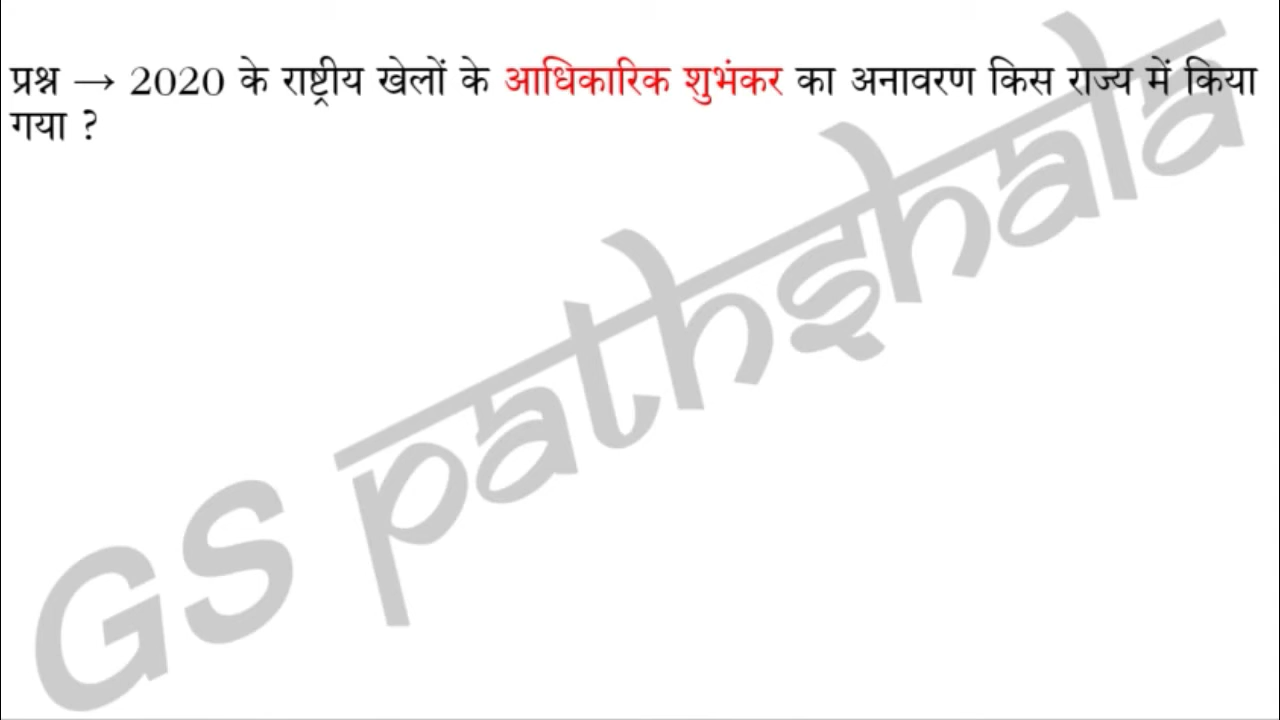 प्रश्न → 2020 के राष्ट्रीय खेलों के आधिकारिक शुभंकर का अनावरण किस राज्य में किया
गया ?
GS pathshala